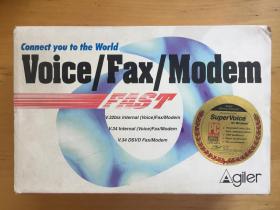 Connect you to the World
Voice/Fax/Modem
FAST
V.22bis Internal (Voice)/Fax/Modem
V.34 Internal (Voice)/Fax/Modem
V.34 DSVD Fax/Modem
SuperVoice
Agiler